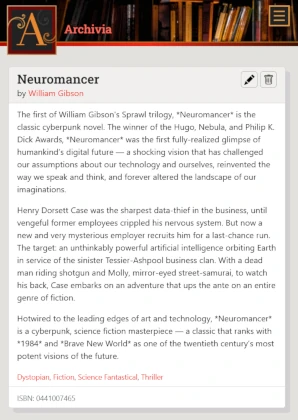 A
Archivia
Neuromancer
by William Gibson
The first of William Gibson's Sprawl trilogy, *Neuromancer* is the
classic cyberpunk novel. The winner of the Hugo, Nebula, and Philip K.
Dick Awards, *Neuromancer* was the first fully-realized glimpse of
humankind's digital future — a shocking vision that has challenged
our assumptions about our technology and ourselves, reinvented the
way we speak and think, and forever altered the landscape of our
imaginations.
Henry Dorsett Case was the sharpest data-thief in the business, until
vengeful former employees crippled his nervous system. But now a
new and very mysterious employer recruits him for a last-chance run.
The target: an unthinkably powerful artificial intelligence orbiting Earth
in service of the sinister Tessier-Ashpool business clan. With a dead
man riding shotgun and Molly, mirror-eyed street-samurai, to watch
his back, Case embarks on an adventure that ups the ante on an entire
genre of fiction.
Hotwired to the leading edges of art and technology, *Neuromancer*
is a cyberpunk, science fiction masterpiece — a classic that ranks with
*1984* and *Brave New World* as one of the twentieth century's most
potent visions of the future.
Dystopian, Fiction, Science Fantastical, Thriller
ISBN: 0441007465